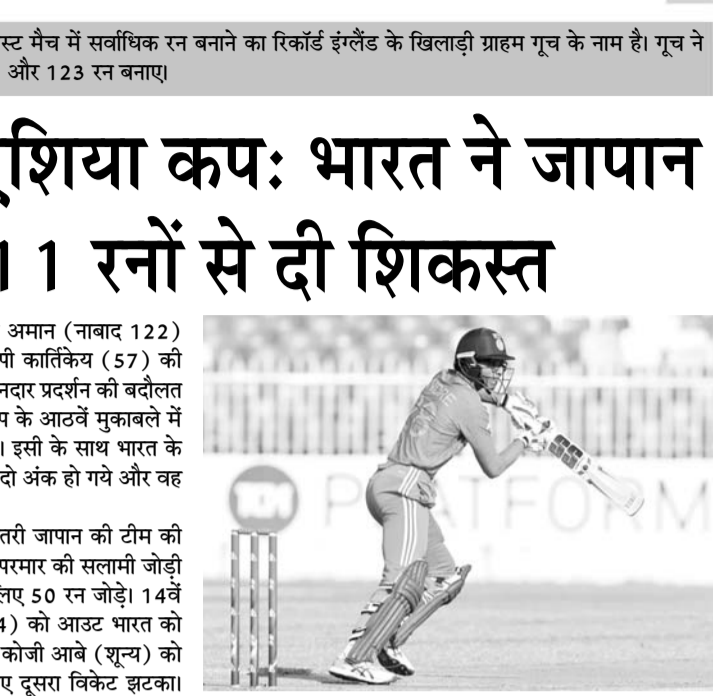 स्ट मैच में सर्वाधिक रन बनाने का रिकॉर्ड इंग्लैंड के खिलाड़ी ग्राहम गूच के नाम है। गूच ने
और 123 रन बनाए।
एशिया कप: भारत ने जापान
1 रनों से दी शिकस्त
अमान (नाबाद 122)
पी कार्तिकेय (57) की
नदार प्रदर्शन की बदौलत
प के आठवें मुकाबले में
। इसी के साथ भारत के
दो अंक हो गये और वह
तरी जापान की टीम की
परमार की सलामी जोड़ी
लिए 50 रन जोड़े। 14वें
4) को आउट भारत को
कोजी आबे (शून्य) को
ए दूसरा विकेट झटका।
PLATFORM
SG